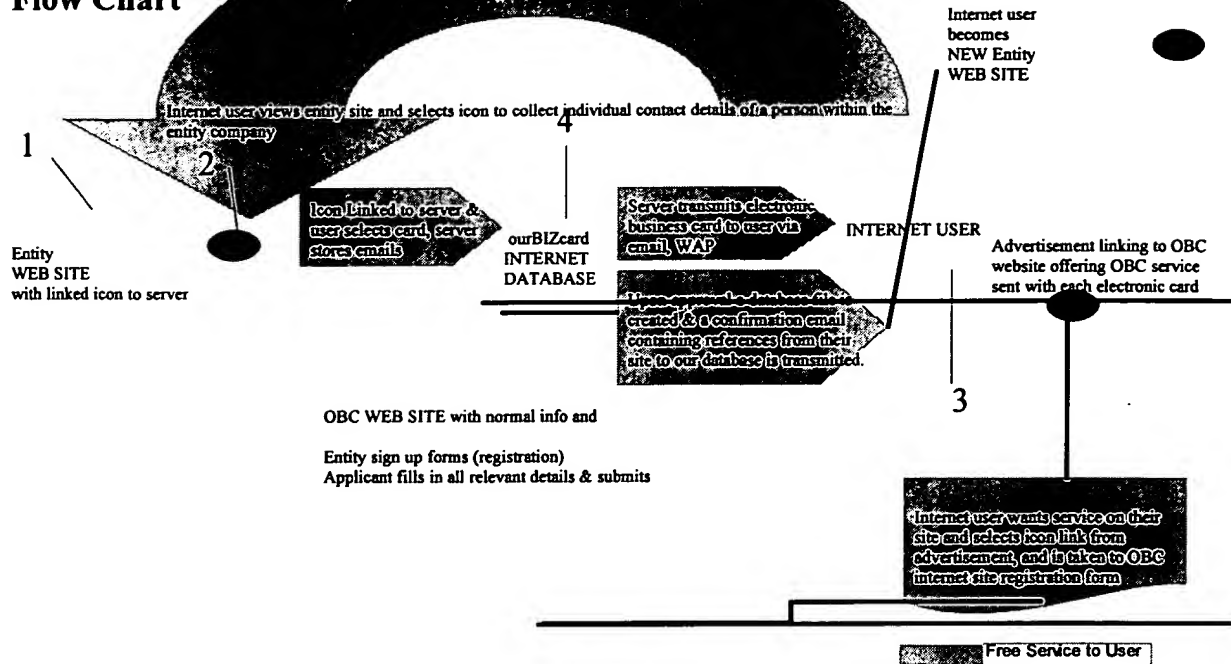 Flow Chart
Internet user
becomes
NEW Entity
WEB SITE
Internet user views entity site and selects icon to collect individual contact details of a person within the
entity company
1
2
4
Icon Linked to server &
user selects card, server
stores emails
ourBIZcard
INTERNET
DATABASE
Server transmits electronic
business card to user via
email, WAP
INTERNET USER
Entity
WEB SITE
with linked icon to server
Advertisement linking to OBC
website offering OBC service
sent with each electronic card
Upon approval a database file is
created & a confirmation email
containing references from their
site to our database is transmitted.
3
OBC WEB SITE with normal info and
Entity sign up forms (registration)
Applicant fills in all relevant details & submits
Internet user wants service on their
site and selects icon link from
advertisement, and is taken to OBC
internet site registration form
Free Service to User